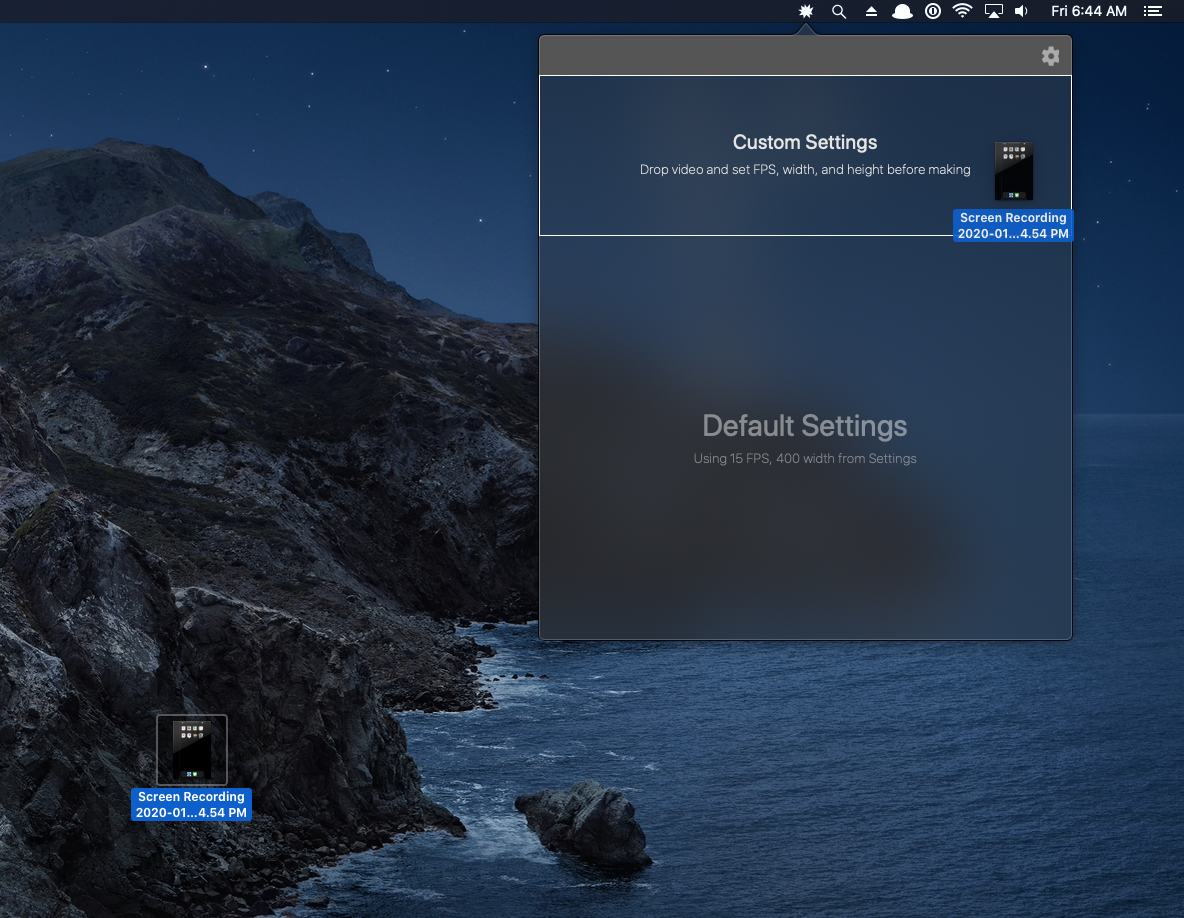 Fri 6:44 AM
Custom Settings
Drop video and set FPS, width, and height before making
Screen Recording
2020-01...4.54 PM
Default Settings
Using 15 FPS, 400 width from Settings
Screen Recording
2020-01...4.54 PM